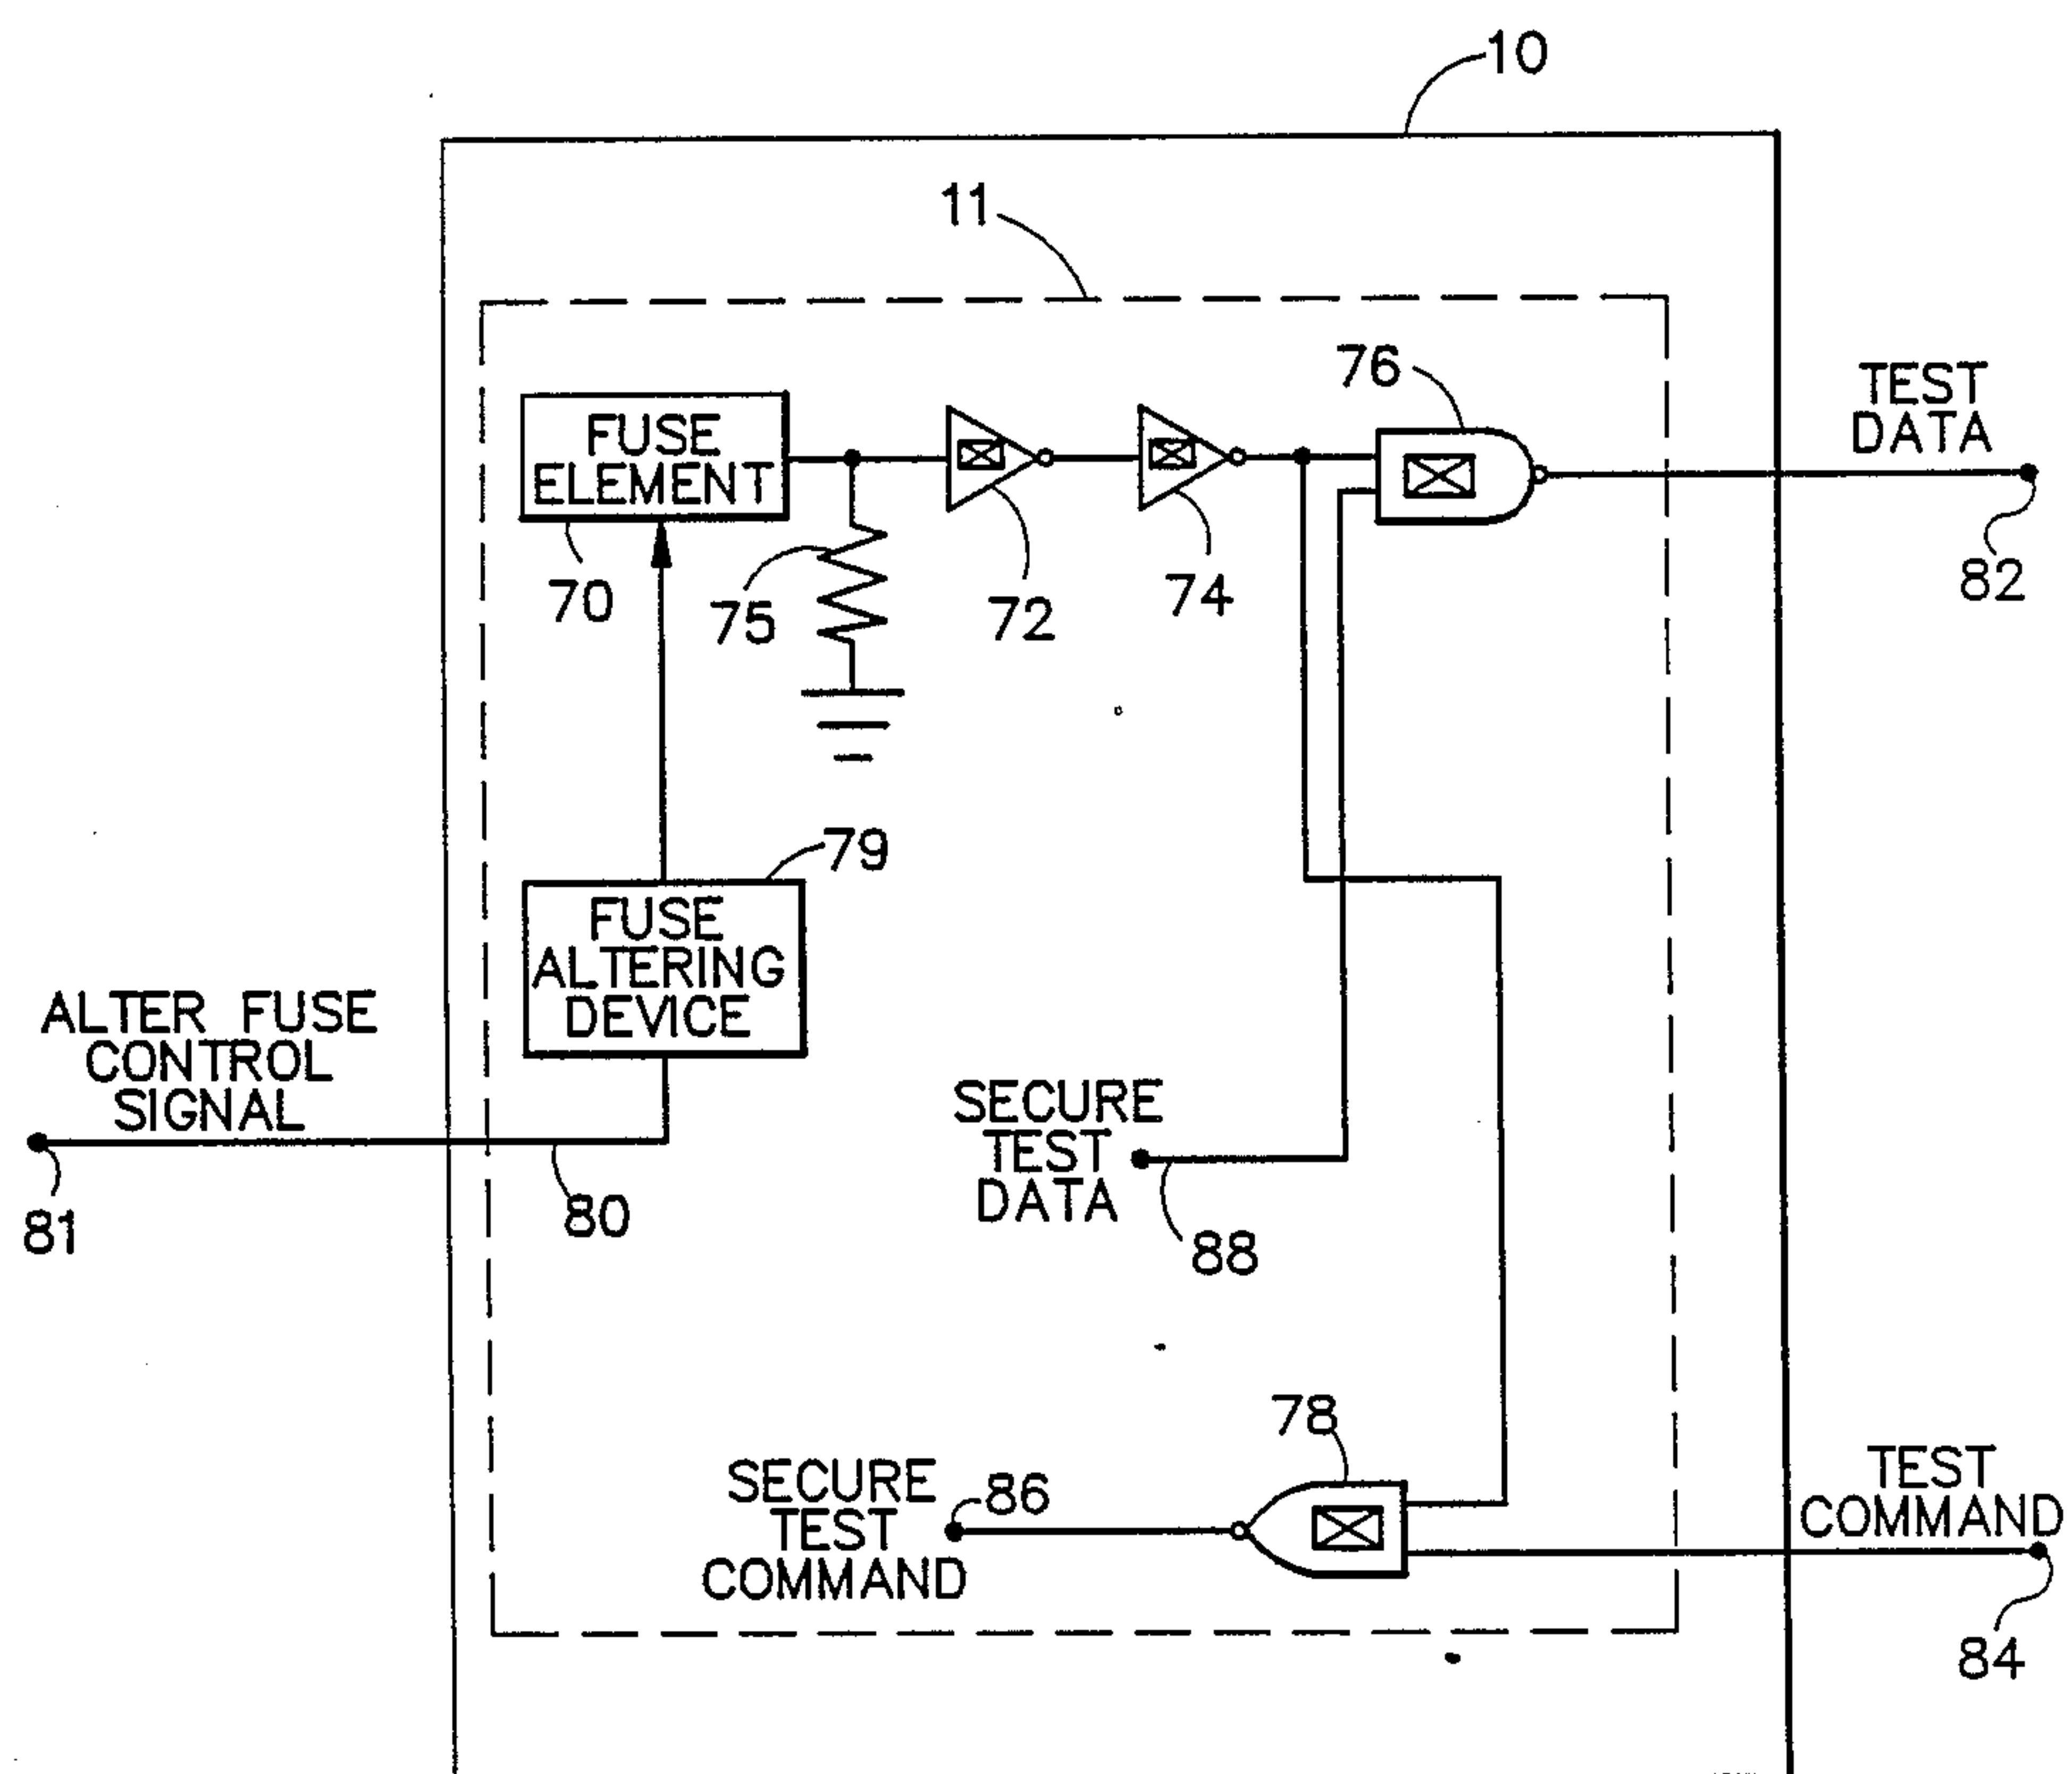 10
11
76
TEST
DATA
FUSE
ELEMENT
70
75
72
74
82
79
FUSE
ALTERING
DEVICE
ALTER FUSE
CONTROL
SIGNAL
81
80
SECURE
TEST
DATA
88
78
SECURE
TEST
COMMAND
86
TEST
COMMAND
84